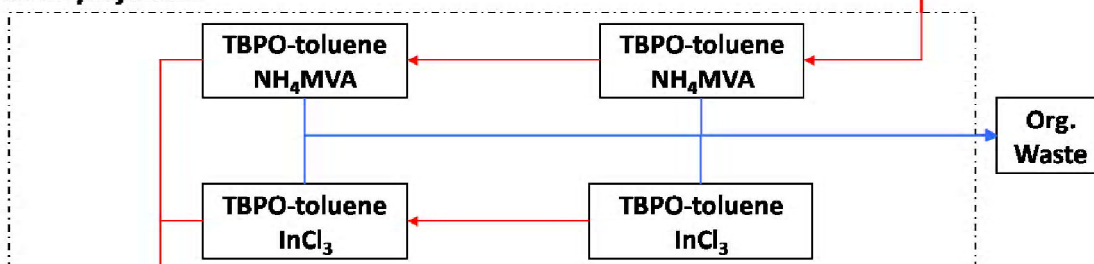 TBPO-toluene
NH₄MVA
TBPO-toluene
NH₄MVA
Org.
Waste
TBPO-toluene
InCl₃
TBPO-toluene
InCl₃